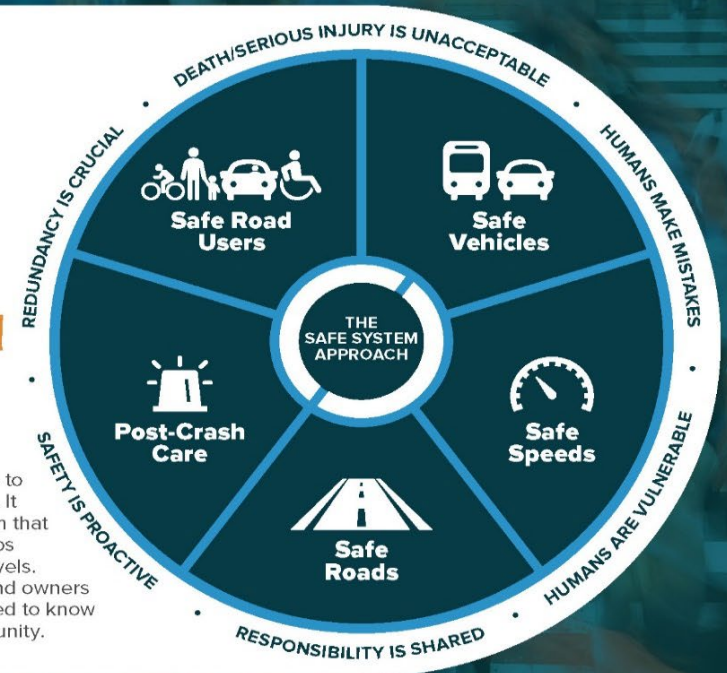 DEATH/SERIOUS INJURY IS UNACCEPTABLE
HUMANS MAKE MISTAKES
HUMANS ARE VULNERABLE
RESPONSIBILITY IS SHARED
SAFETY IS PROACTIVE
REDUNDANCY IS CRUCIAL
Safe Road
Users
Safe
Vehicles
Safe
Speeds
Safe
Roads
Post-Crash
Care
THE
SAFE SYSTEM
APPROACH
to
It
that
vels.
nd owners
ed to know
unity.